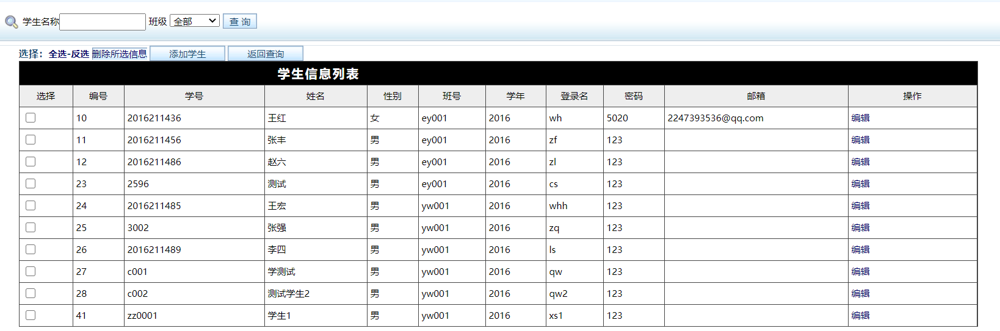 学生名称 班级 全部 查 询
选择：全选-反选 删除所选信息 添加学生 返回查询
学生信息列表
选择 编号 学号 姓名 性别 班号 学年 登录名 密码 邮箱 操作
10 2016211436 王红 女 ey001 2016 wh 5020 2247393536@qq.com 编辑
11 2016211456 张丰 男 ey001 2016 zf 123 编辑
12 2016211486 赵六 男 ey001 2016 zl 123 编辑
23 2596 测试 男 ey001 2016 cs 123 编辑
24 2016211485 王宏 男 yw001 2016 whh 123 编辑
25 3002 张强 男 yw001 2016 zq 123 编辑
26 2016211489 李四 男 yw001 2016 ls 123 编辑
27 c001 学测试 男 yw001 2016 qw 123 编辑
28 c002 测试学生2 男 yw001 2016 qw2 123 编辑
41 zz0001 学生1 男 yw001 2016 xs1 123 编辑